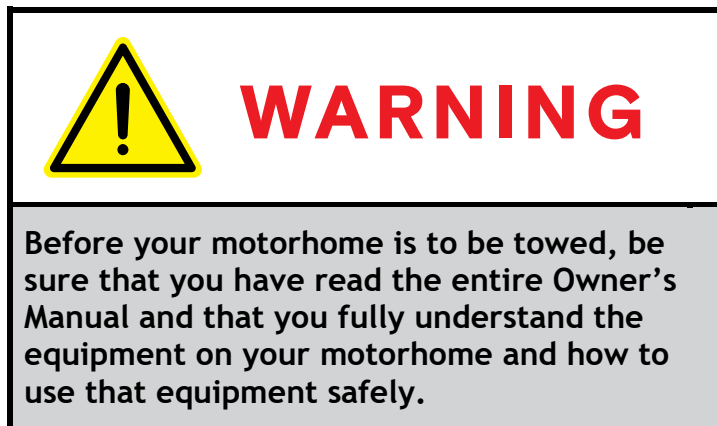 WARNING
Before your motorhome is to be towed, be
sure that you have read the entire Owner’s
Manual and that you fully understand the
equipment on your motorhome and how to
use that equipment safely.